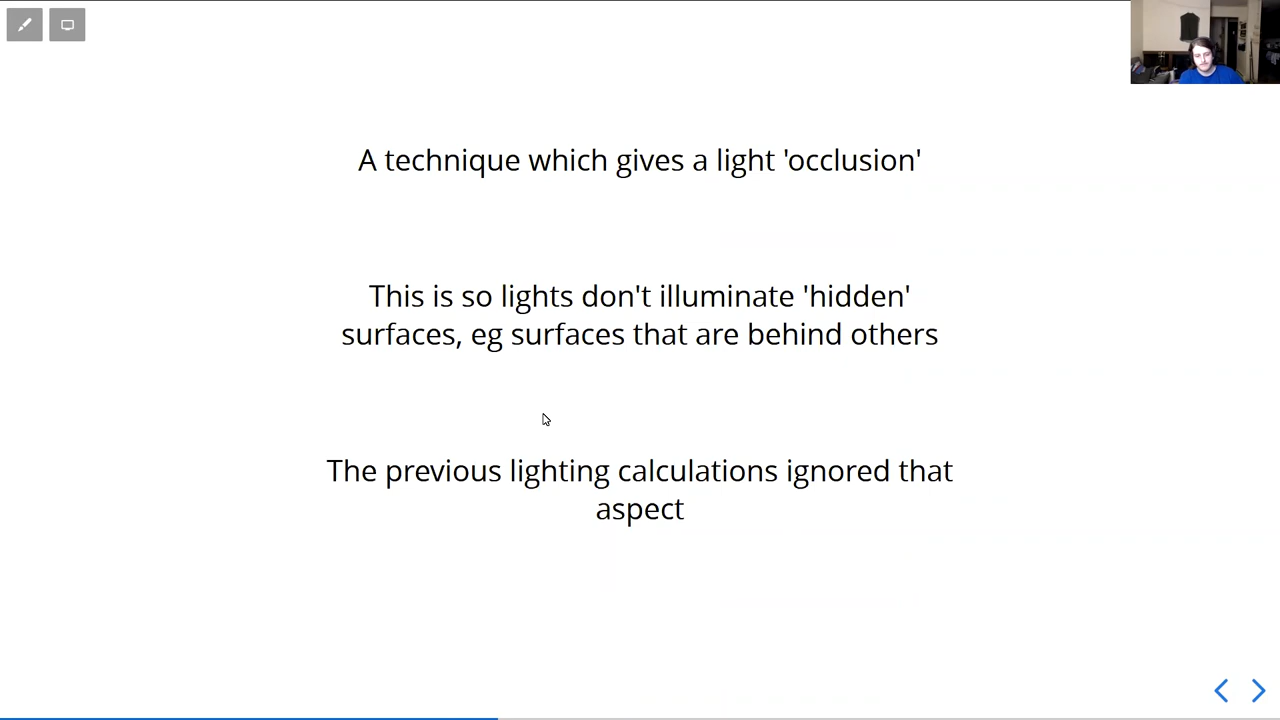 A technique which gives a light 'occlusion'
This is so lights don't illuminate 'hidden'
surfaces, eg surfaces that are behind others
The previous lighting calculations ignored that
aspect